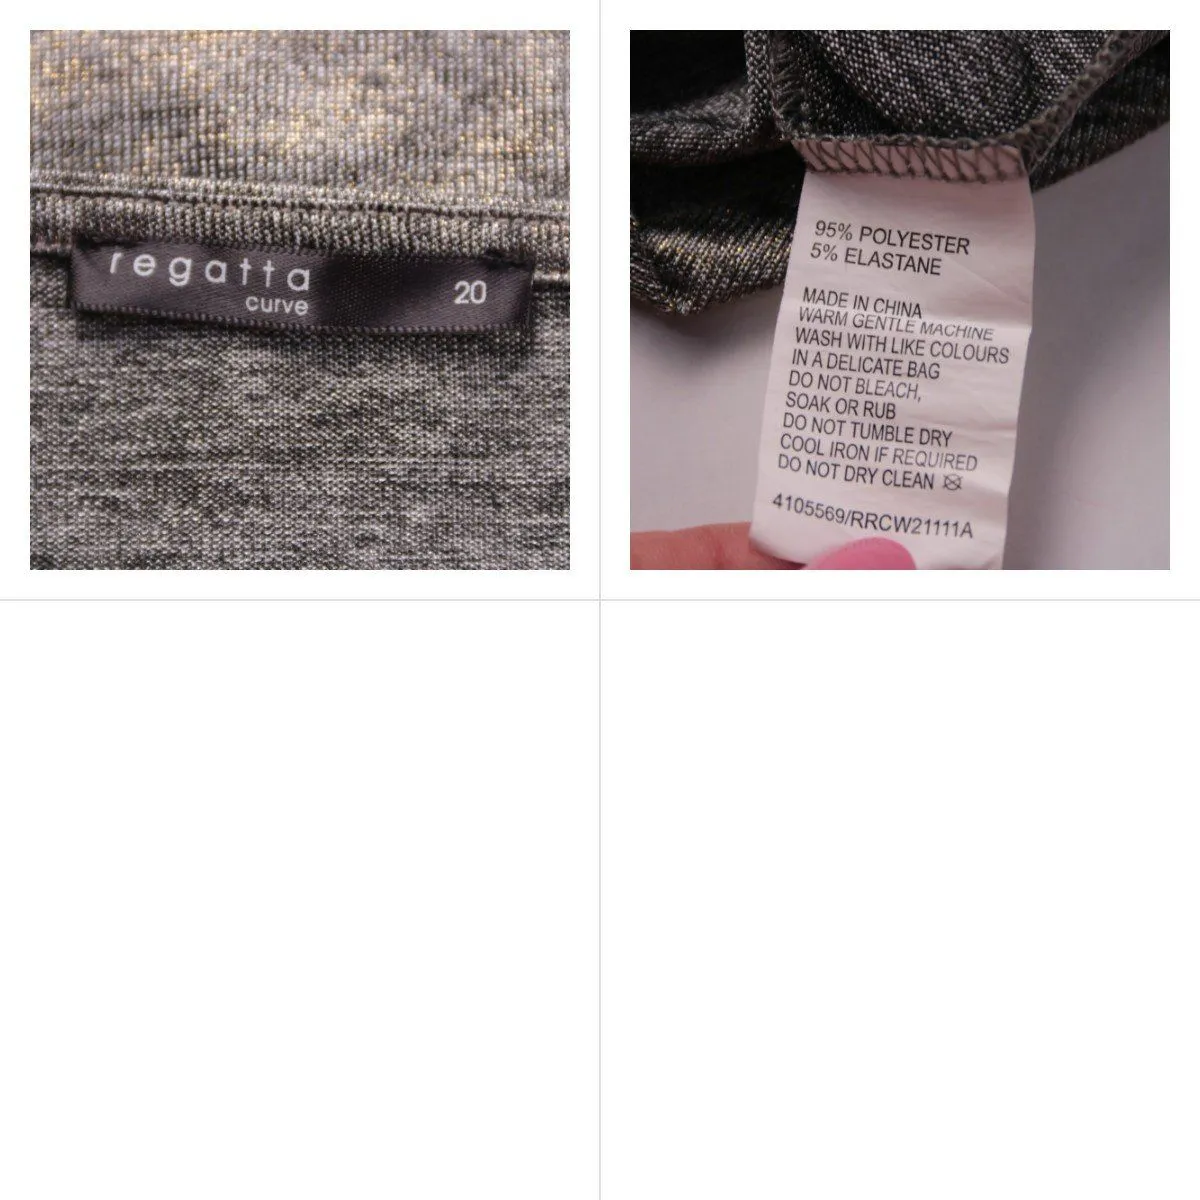 regatta
curve
20
95% POLYESTER
5% ELASTANE
MADE IN CHINA
WARM GENTLE MACHINE
WASH WITH LIKE COLOURS
IN A DELICATE BAG
DO NOT BLEACH,
SOAK OR RUB
DO NOT TUMBLE DRY
COOL IRON IF REQUIRED
DO NOT DRY CLEAN
4105569/RRCW21111A